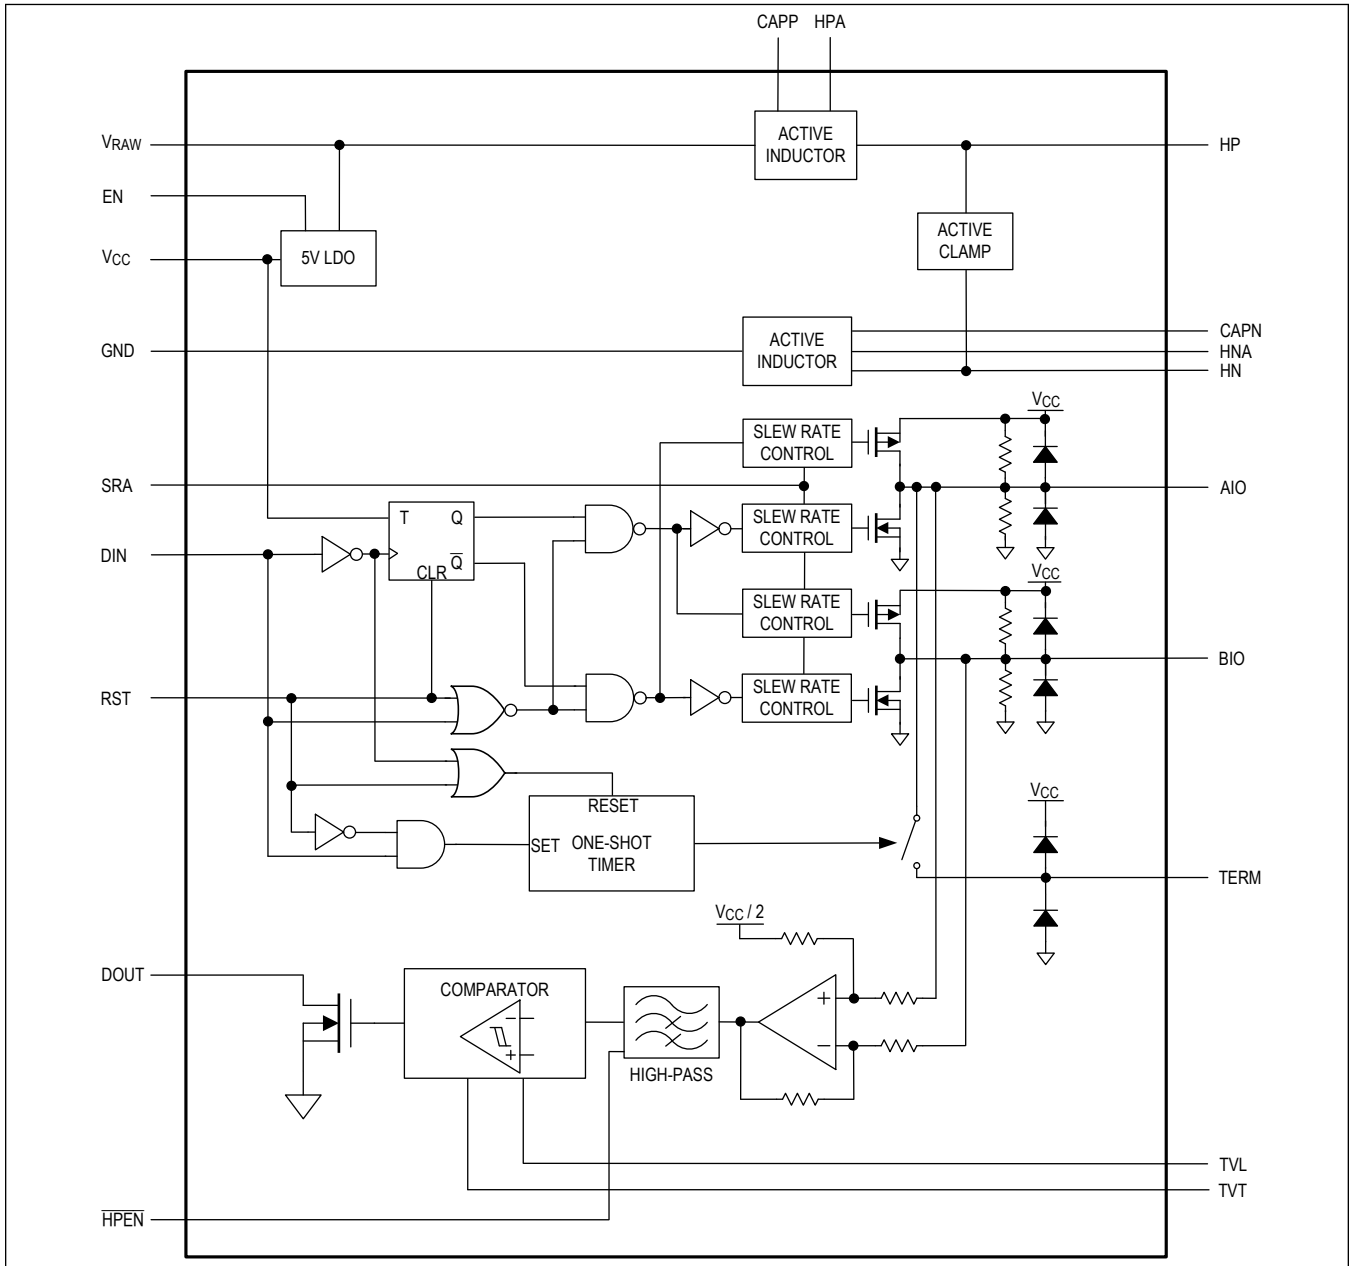 CAPP HPA
VRAW
ACTIVE
INDUCTOR
HP
EN
ACTIVE
CLAMP
VCC
5V LDO
GND
ACTIVE
INDUCTOR
CAPN
HNA
HN
VCC
SLEW RATE
CONTROL
SRA
AIO
T Q
SLEW RATE
CONTROL
DIN
Q̅
CLR
VCC
SLEW RATE
CONTROL
BIO
RST
SLEW RATE
CONTROL
VCC
RESET
SET ONE-SHOT
TIMER
TERM
VCC / 2
DOUT
COMPARATOR
+
−
−
+
HIGH-PASS
TVL
TVT
H̅P̅E̅N̅